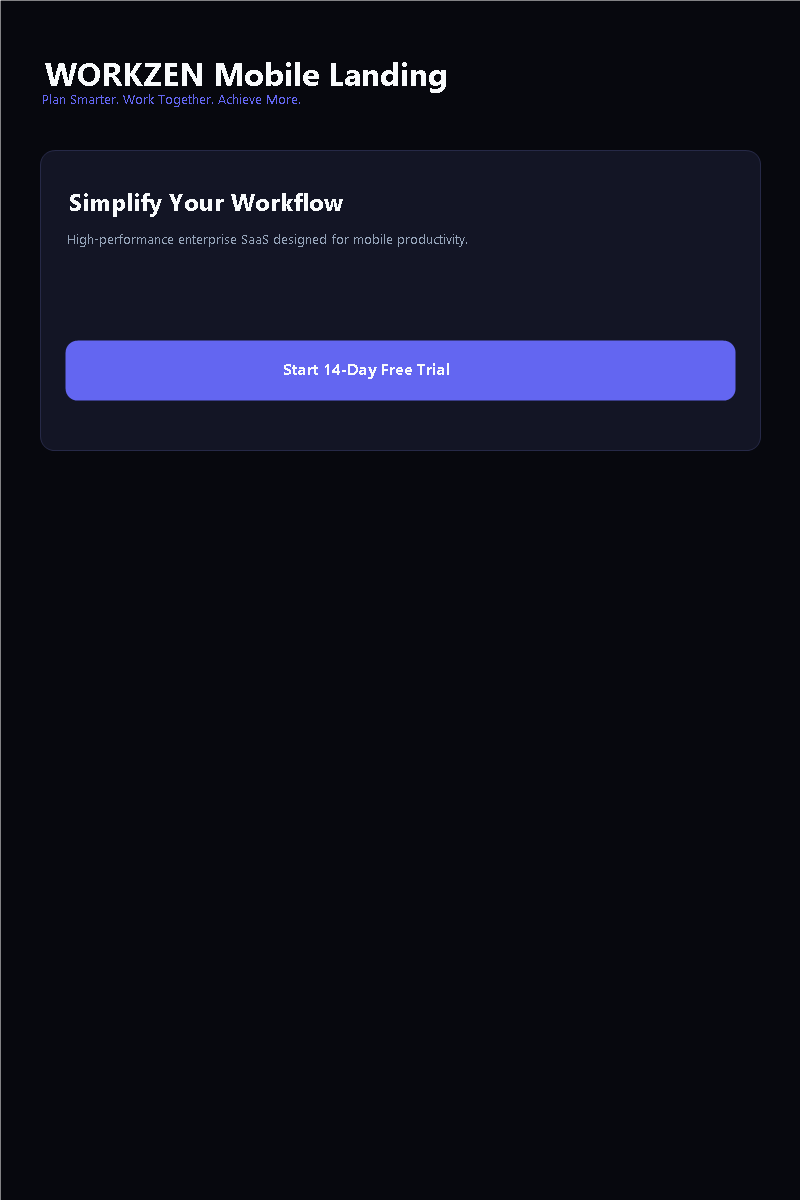 WORKZEN Mobile Landing
Plan Smarter. Work Together. Achieve More.
Simplify Your Workflow
High-performance enterprise SaaS designed for mobile productivity.
Start 14-Day Free Trial